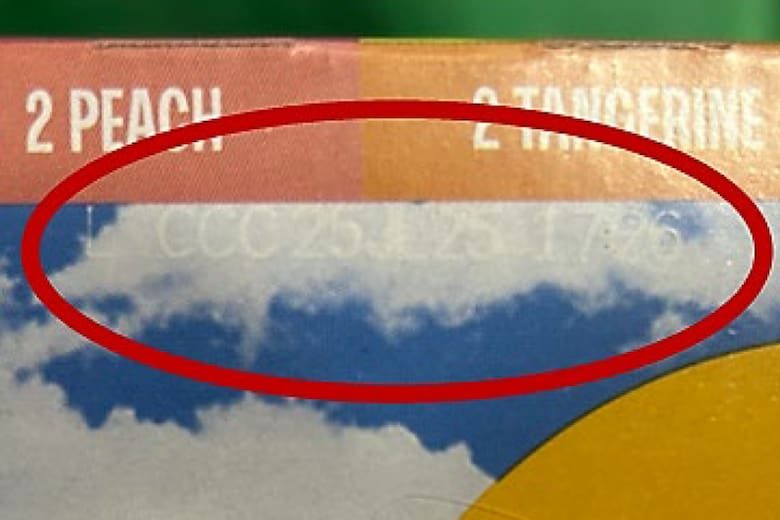 2 PEACH 2 TANGERINE
L CCC 25JL25 1726